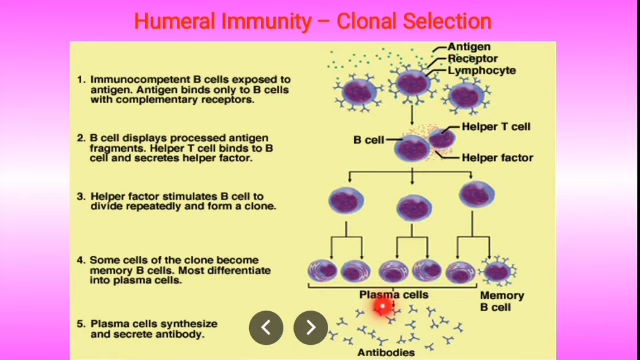 Humeral Immunity – Clonal Selection
1. Immunocompetent B cells exposed to
antigen. Antigen binds only to B cells
with complementary receptors.
2. B cell displays processed antigen
fragments. Helper T cell binds to B
cell and secretes helper factor.
3. Helper factor stimulates B cell to
divide repeatedly and form a clone.
4. Some cells of the clone become
memory B cells. Most differentiate
into plasma cells.
5. Plasma cells synthesize
and secrete antibody.
Antigen
Receptor
Lymphocyte
B cell
Helper T cell
Helper factor
Plasma cells
Memory
B cell
Antibodies